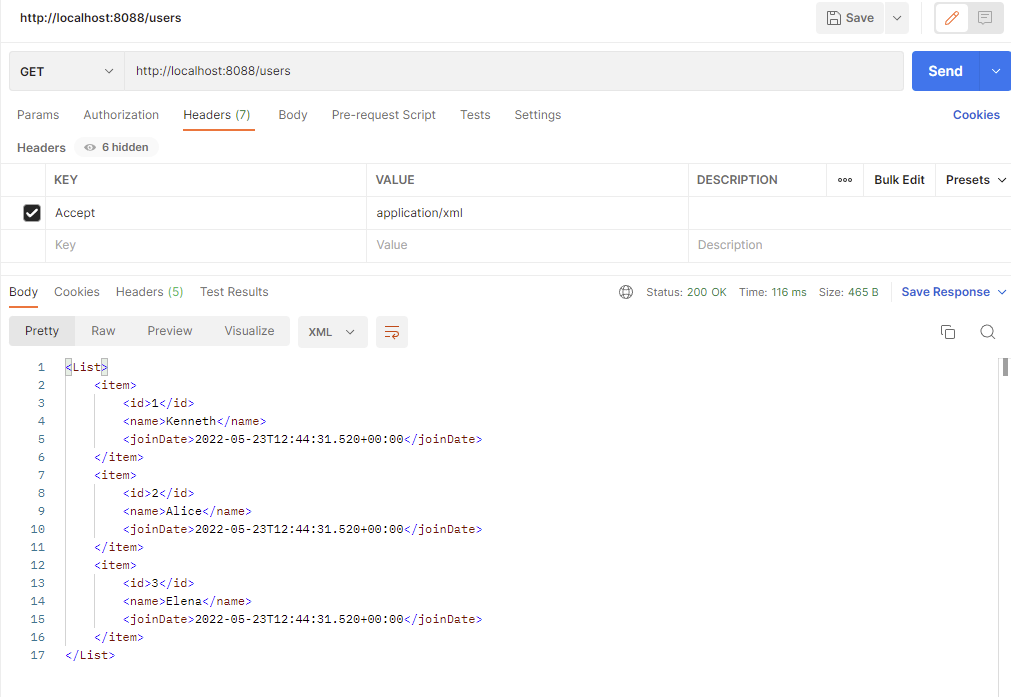 http://localhost:8088/users
Save
GET
http://localhost:8088/users
Send
Params Authorization Headers (7) Body Pre-request Script Tests Settings Cookies
Headers 6 hidden
KEY VALUE DESCRIPTION ooo Bulk Edit Presets
Accept application/xml
Key Value Description
Body Cookies Headers (5) Test Results Status: 200 OK Time: 116 ms Size: 465 B Save Response
Pretty Raw Preview Visualize XML
1 <List>
2 <item>
3 <id>1</id>
4 <name>Kenneth</name>
5 <joinDate>2022-05-23T12:44:31.520+00:00</joinDate>
6 </item>
7 <item>
8 <id>2</id>
9 <name>Alice</name>
10 <joinDate>2022-05-23T12:44:31.520+00:00</joinDate>
11 </item>
12 <item>
13 <id>3</id>
14 <name>Elena</name>
15 <joinDate>2022-05-23T12:44:31.520+00:00</joinDate>
16 </item>
17 </List>